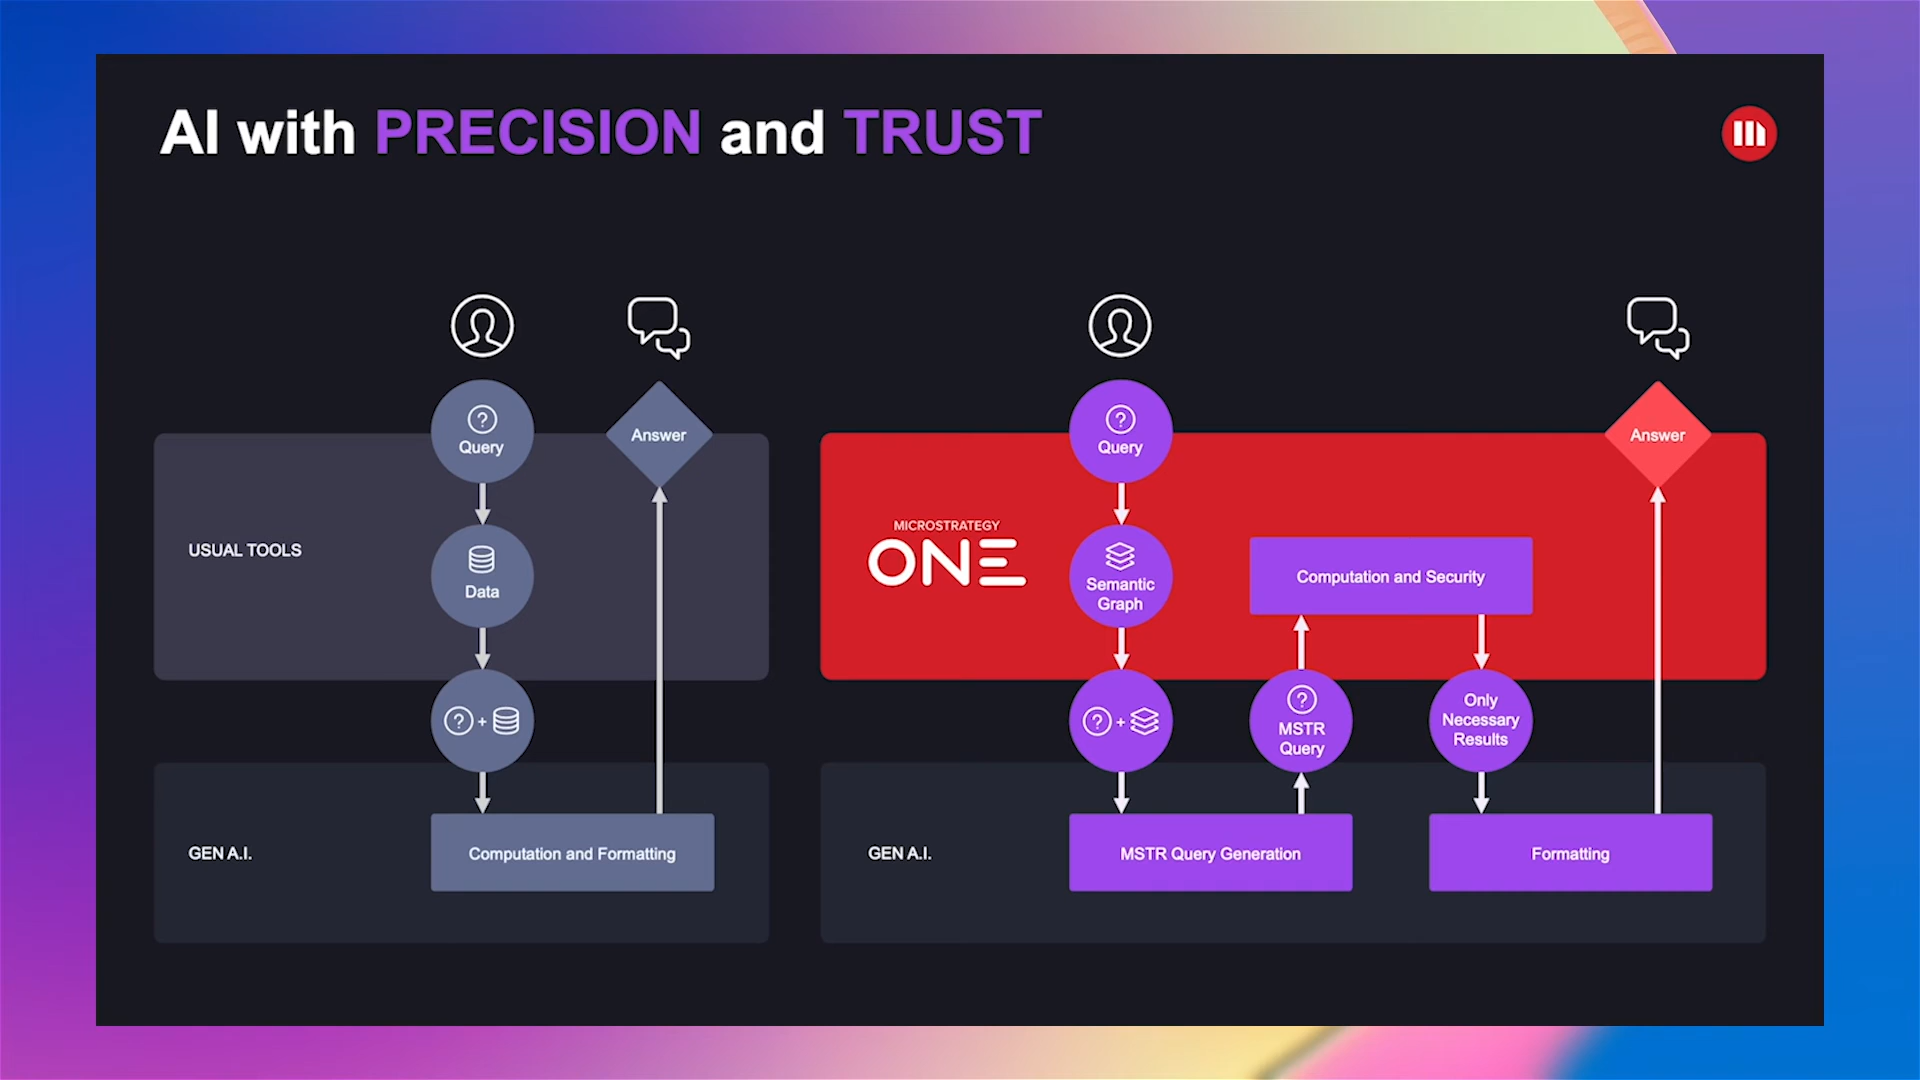 AI with PRECISION and TRUST
?
Query
Answer
USUAL TOOLS
Data
? +
GEN A.I.
Computation and Formatting
?
Query
Answer
MICROSTRATEGY
ONE
Semantic
Graph
Computation and Security
? +
?
MSTR
Query
Only
Necessary
Results
GEN A.I.
MSTR Query Generation
Formatting